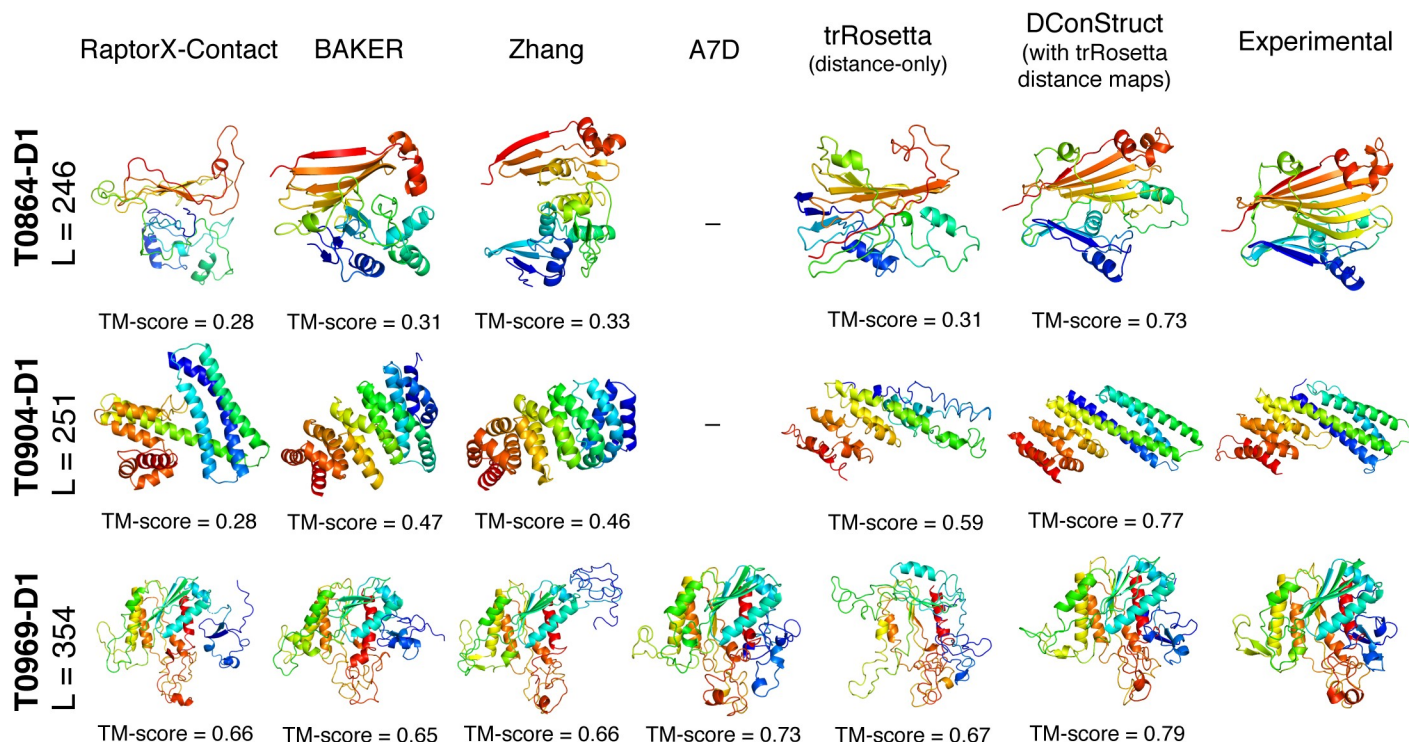 RaptorX-Contact BAKER Zhang A7D trRosetta (distance-only) DConStruct (with trRosetta distance maps) Experimental
T0864-D1
L = 246
–
TM-score = 0.28 TM-score = 0.31 TM-score = 0.33 TM-score = 0.31 TM-score = 0.73
T0904-D1
L = 251
–
TM-score = 0.28 TM-score = 0.47 TM-score = 0.46 TM-score = 0.59 TM-score = 0.77
T0969-D1
L = 354
TM-score = 0.66 TM-score = 0.65 TM-score = 0.66 TM-score = 0.73 TM-score = 0.67 TM-score = 0.79